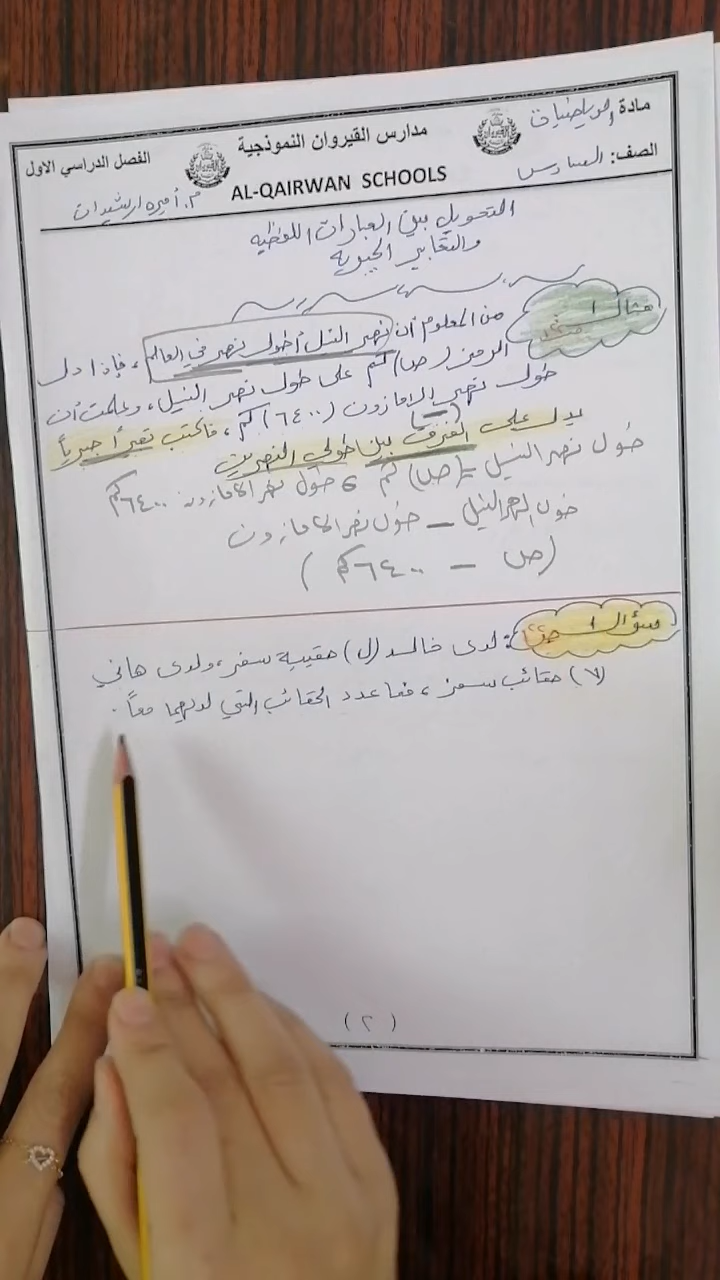 مادة الرياضيات
مدارس القيروان النموذجية
الفصل الدراسي الاول
الصف: السادس
AL-QAIRWAN SCHOOLS
م. أميره الرشيدات
التحويل بين العبارات اللفظيه
والتعابير الجبرية
مثال ١
من المعلوم أن نهر النيل أطول نهر في العالم، فإذا دل
الرمز (ص) كم على طول نهر النيل، وعلمت أن
طول نهر الامازون (٦٤٠٠) كم، فاكتب تعبيراً جبرياً
يدل على الفرق بين طولي النهرين
(-)
طول نهر النيل = (ص) كم و طول نهر الامازون ٦٤٠٠ كم
طول نهر النيل - طول نهر الامازون
(ص - ٦٤٠٠ كم)
سؤال ١ : لدى خالد (ل) حقيبة سفر، ولدى هاني
(٧) حقائب سفر، فما عدد الحقائب التي لديهما معاً.
(٢)